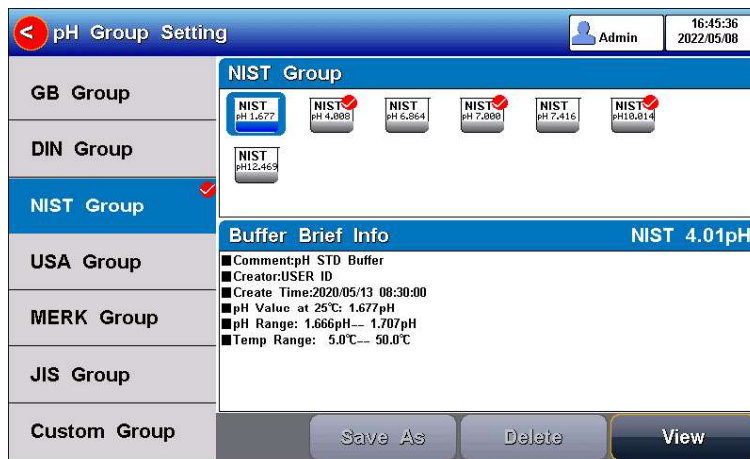 < pH Group Setting
Admin
16:45:36
2022/05/08
GB Group
DIN Group
NIST Group
USA Group
MERK Group
JIS Group
Custom Group
NIST Group
NIST NIST NIST NIST NIST NIST
pH 1.677 pH 4.008 pH 6.864 pH 7.000 pH 7.416 pH10.014
NIST
pH12.469
Buffer Brief Info NIST 4.01pH
■Comment:pH STD Buffer
■Creator:USER ID
■Create Time:2020/05/13 08:30:00
■pH Value at 25℃: 1.677pH
■pH Range: 1.666pH-- 1.707pH
■Temp Range: 5.0℃-- 50.0℃
Save As Delete View